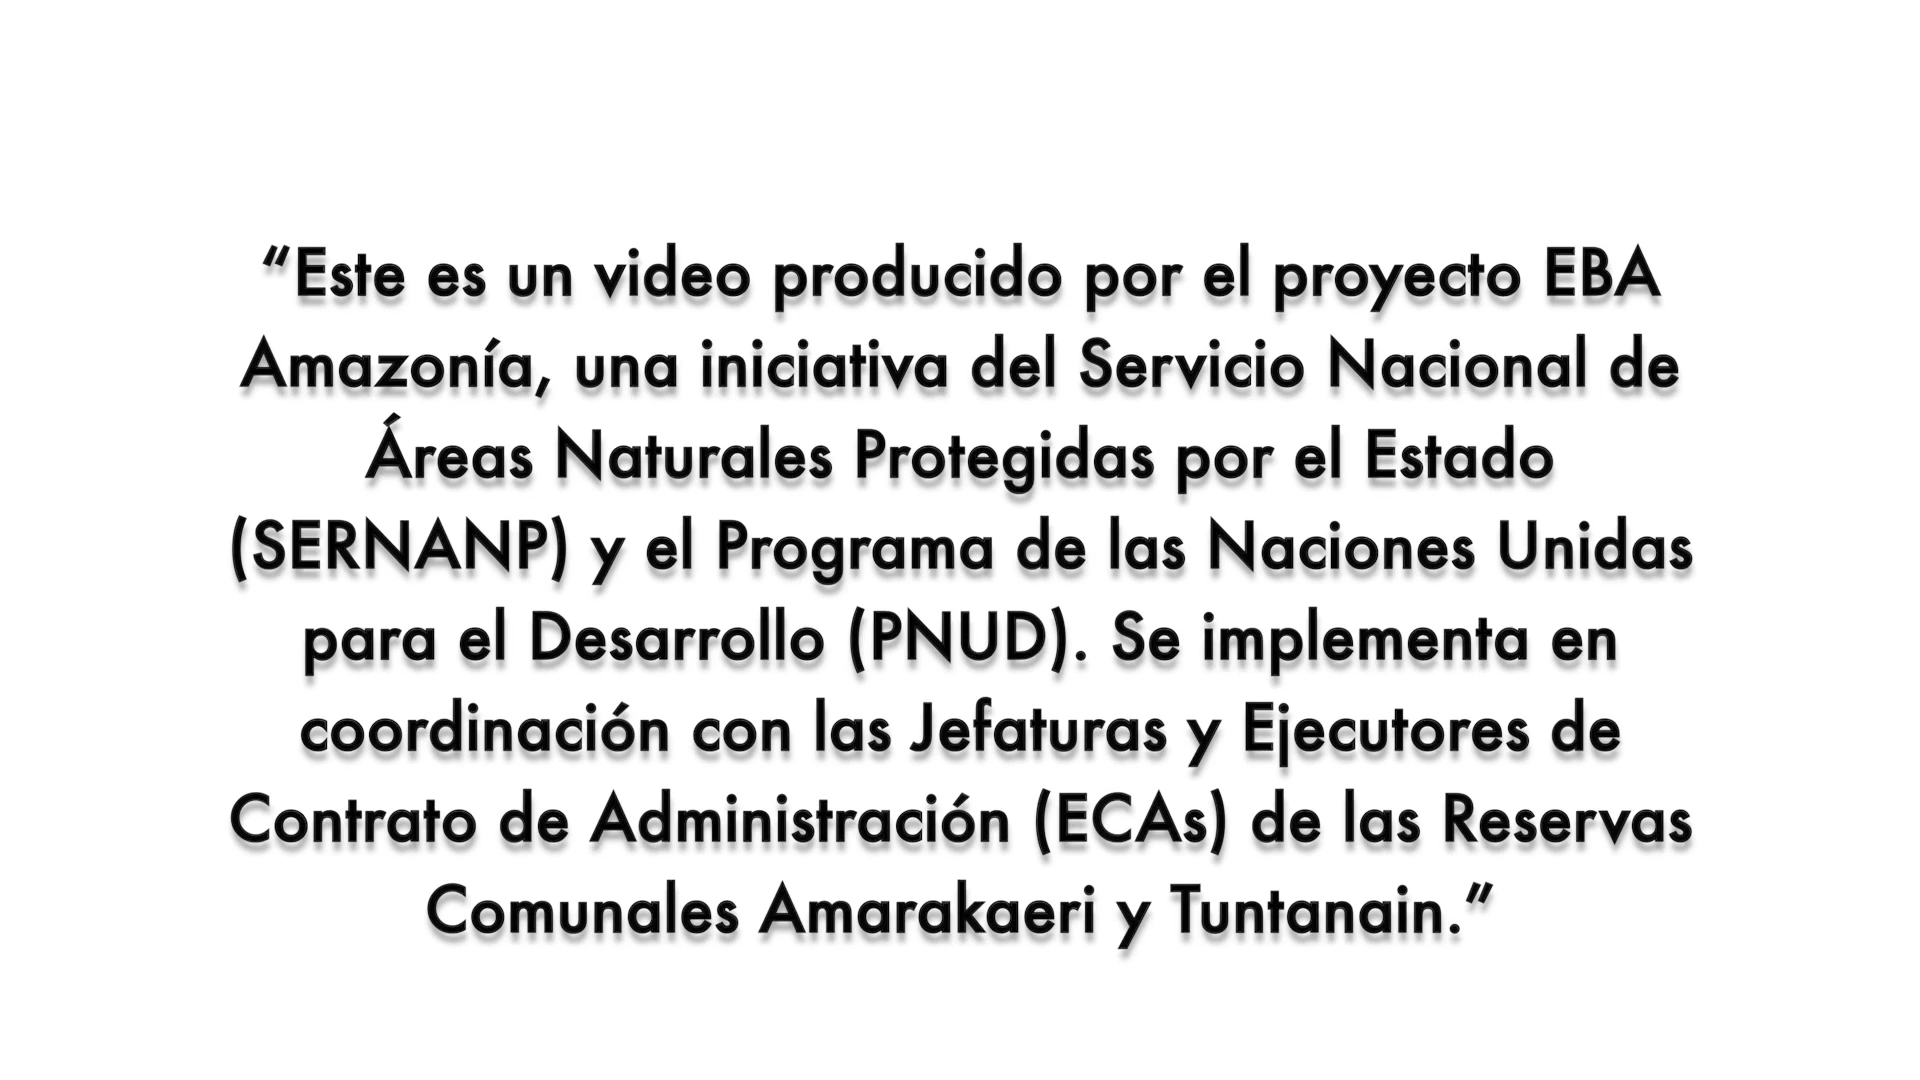 “Este es un video producido por el proyecto EBA
Amazonía, una iniciativa del Servicio Nacional de
Áreas Naturales Protegidas por el Estado
(SERNANP) y el Programa de las Naciones Unidas
para el Desarrollo (PNUD). Se implementa en
coordinación con las Jefaturas y Ejecutores de
Contrato de Administración (ECAs) de las Reservas
Comunales Amarakaeri y Tuntanain.”